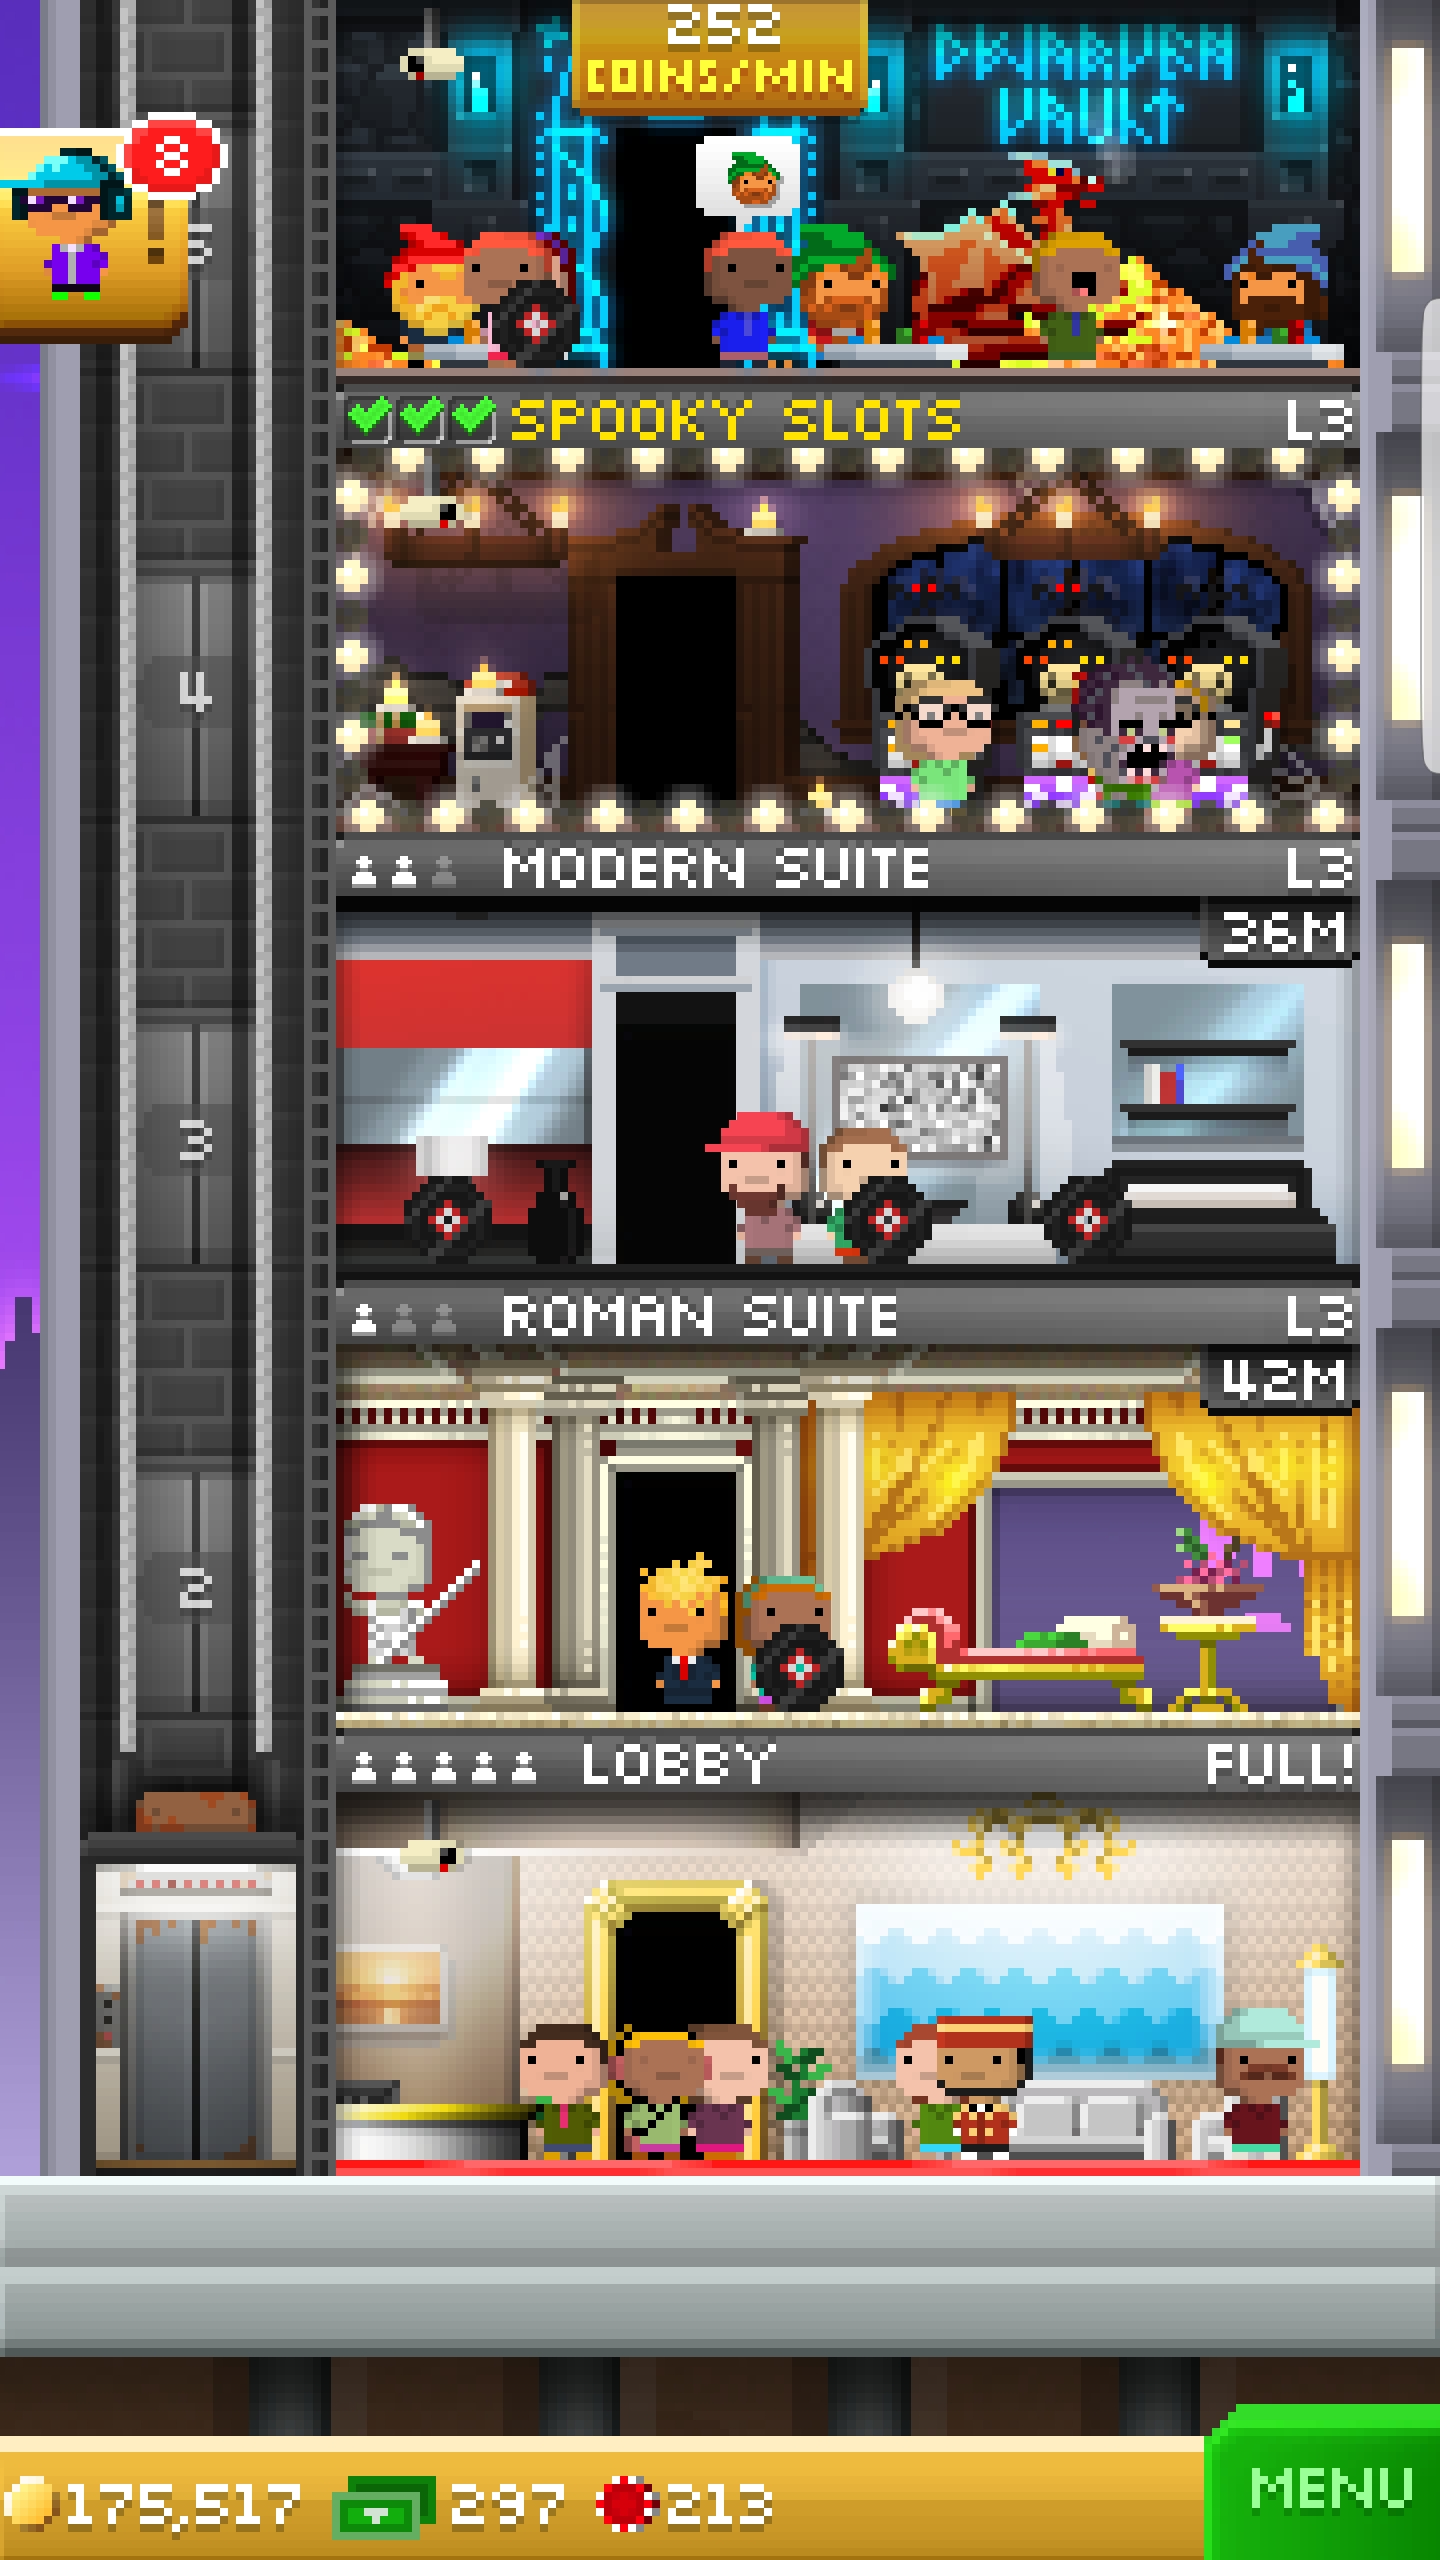 252
COINS/MIN
DWARVEN
VAULT
8
5
SPOOKY SLOTS L3
4
MODERN SUITE L3
36M
3
ROMAN SUITE L3
42M
2
LOBBY FULL!
175,517 297 213
MENU